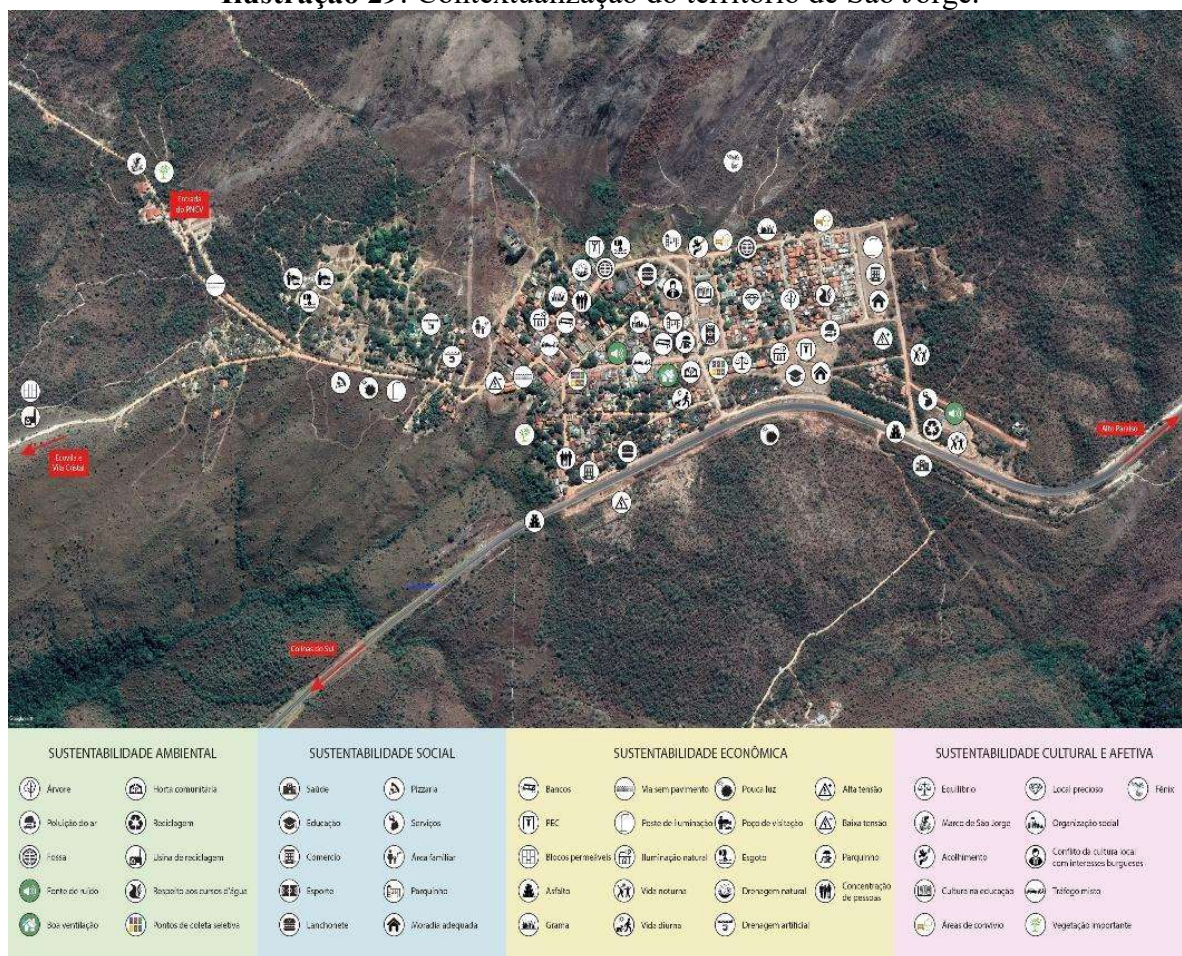 Ilustração 29: Contextualização do território de São Jorge.
Entrada
do PNCV
Ecovila e
Vila Cristal
Alto Paraíso
Colinas do Sul
SUSTENTABILIDADE AMBIENTAL
Árvore
Poluição do ar
Fossa
Fonte de ruído
Boa ventilação
Horta comunitária
Reciclagem
Usina de reciclagem
Respeito aos cursos d'água
Pontos de coleta seletiva
SUSTENTABILIDADE SOCIAL
Saúde
Educação
Comercio
Esporte
Lanchonete
Pizzaria
Serviços
Área familiar
Parquinho
Moradia adequada
SUSTENTABILIDADE ECONÔMICA
Bancos
PEC
Blocos permeáveis
Asfalto
Grama
Via sem pavimento
Poste de iluminação
Iluminação natural
Vida noturna
Vida diurna
Pouca luz
Poço de visitação
Esgoto
Drenagem natural
Drenagem artificial
Alta tensão
Baixa tensão
Parquinho
Concentração
de pessoas
SUSTENTABILIDADE CULTURAL E AFETIVA
Equilíbrio
Marco de São Jorge
Acolhimento
Cultura na educação
Áreas de convívio
Local precioso
Organização social
Conflito da cultura local
com interesses burgueses
Tráfego misto
Vegetação importante
Fênix